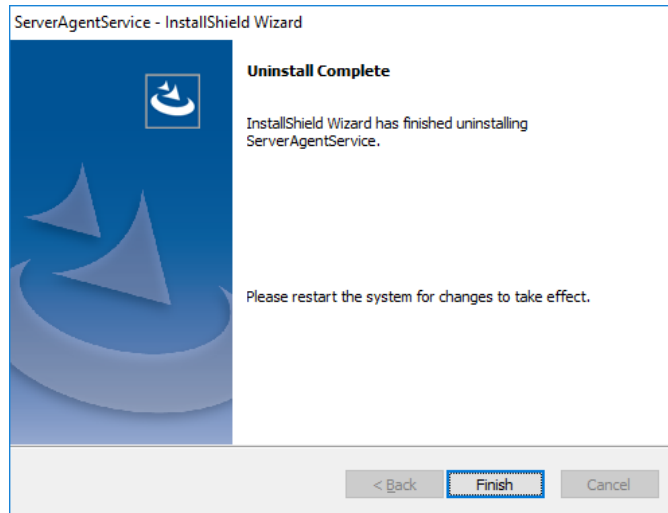 ServerAgentService - InstallShield Wizard
Uninstall Complete
InstallShield Wizard has finished uninstalling
ServerAgentService.
Please restart the system for changes to take effect.
< Back
Finish
Cancel